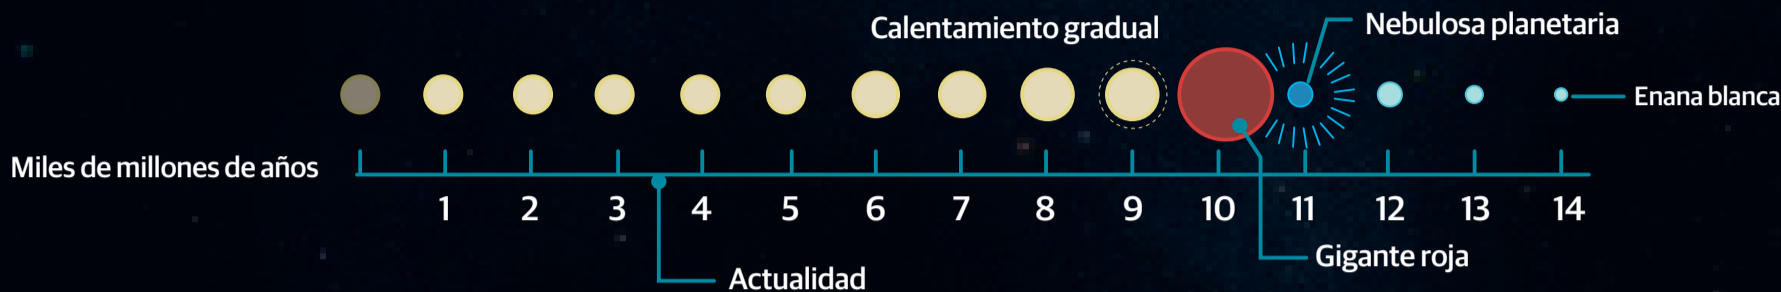 Calentamiento gradual
Nebulosa planetaria
Enana blanca
Miles de millones de años
1 2 3 4 5 6 7 8 9 10 11 12 13 14
Gigante roja
Actualidad